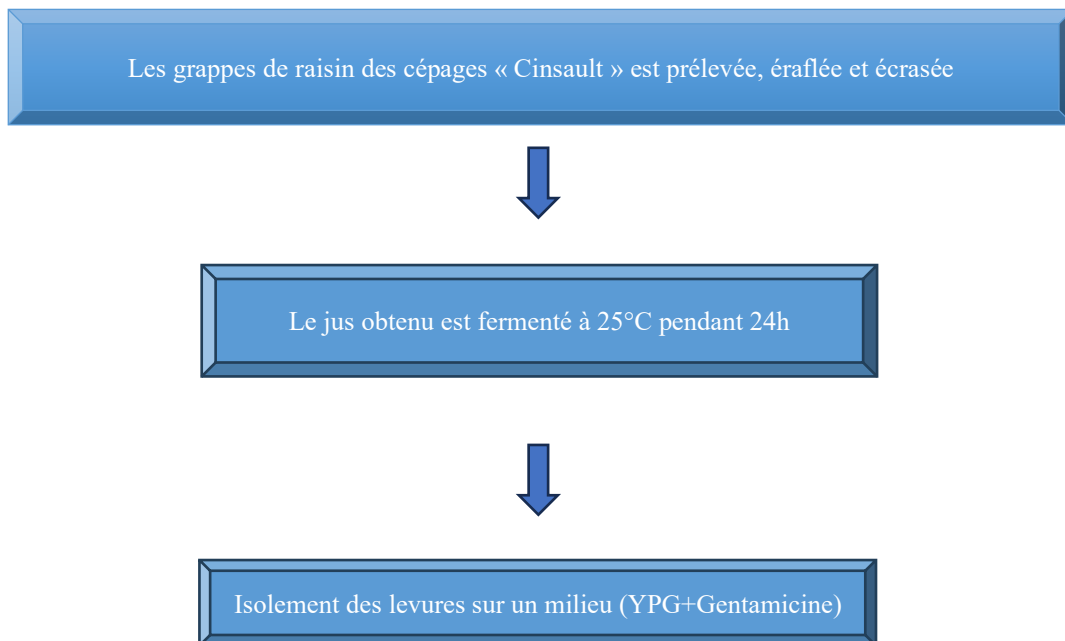 Les grappes de raisin des cépages « Cinsault » est prélevée, éraflée et écrasée
Le jus obtenu est fermenté à 25°C pendant 24h
Isolement des levures sur un milieu (YPG+Gentamicine)